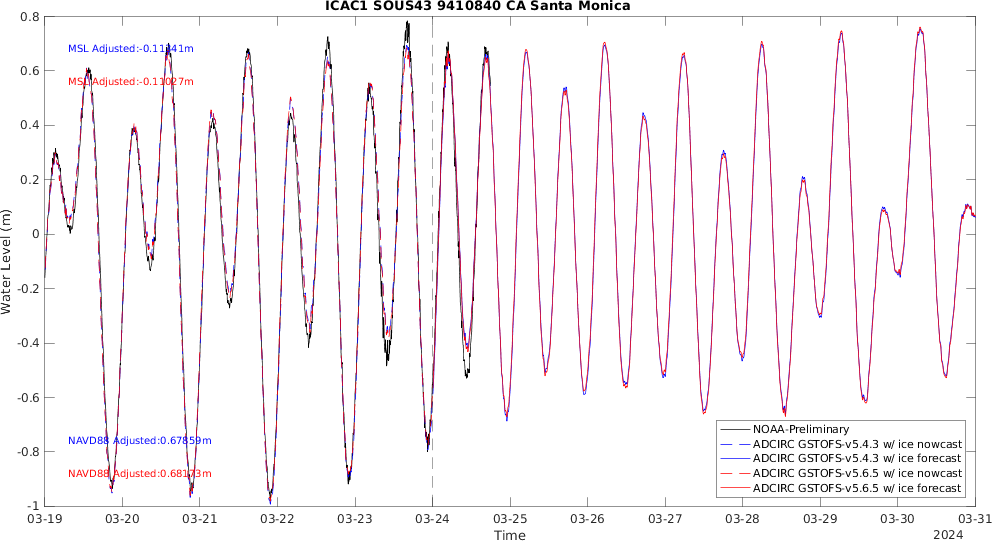 ICAC1 SOUS43 9410840 CA Santa Monica
0.8
0.6
0.4
0.2
0
-0.2
-0.4
-0.6
-0.8
-1
Water Level (m)
MSL Adjusted:-0.11141m
MSL Adjusted:-0.11027m
NAVD88 Adjusted:0.67859m
NAVD88 Adjusted:0.68173m
NOAA-Preliminary
ADCIRC GSTOFS-v5.4.3 w/ ice nowcast
ADCIRC GSTOFS-v5.4.3 w/ ice forecast
ADCIRC GSTOFS-v5.6.5 w/ ice nowcast
ADCIRC GSTOFS-v5.6.5 w/ ice forecast
03-19 03-20 03-21 03-22 03-23 03-24 03-25 03-26 03-27 03-28 03-29 03-30 03-31
Time
2024